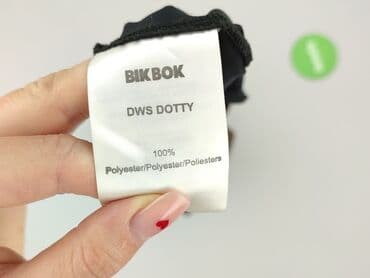 BIKBOK
DWS DOTTY
100%
Polyester/Polyester/Poliesters